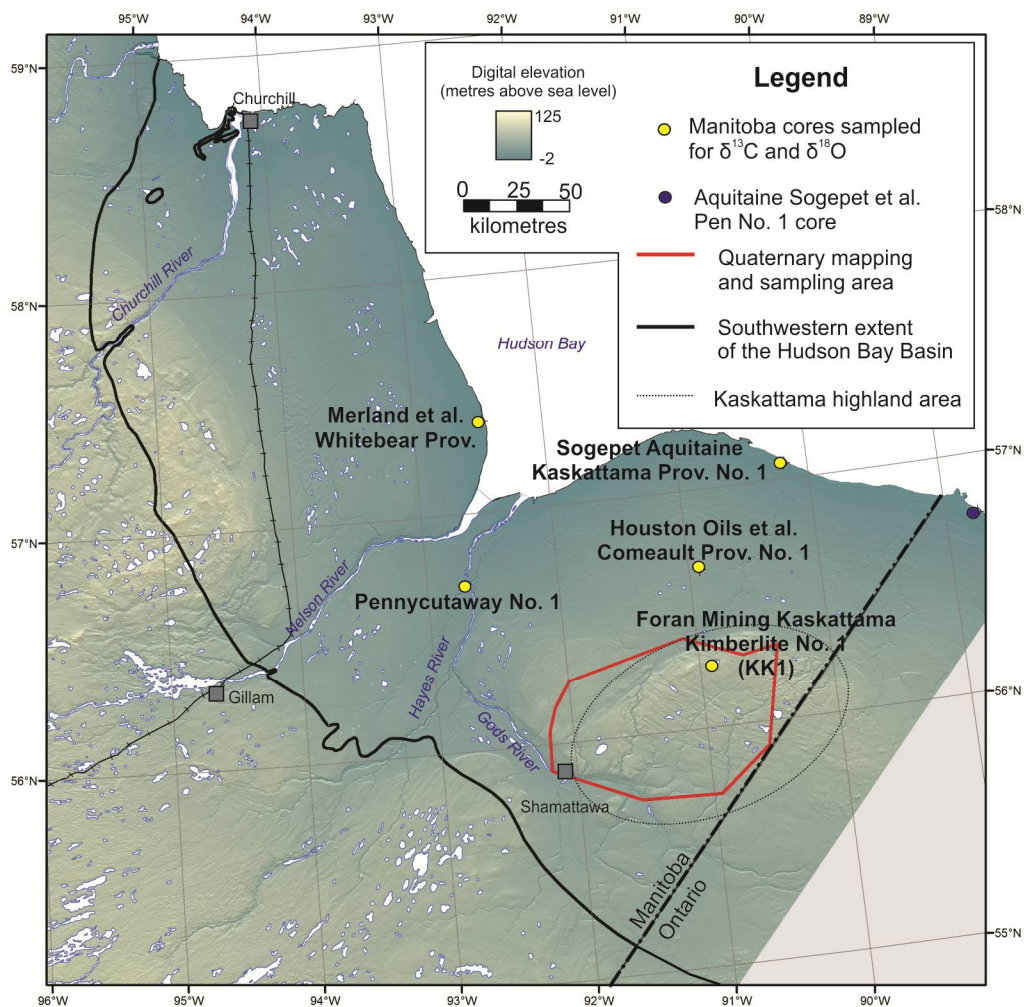 95°W
94°W
93°W
92°W
91°W
90°W
89°W
59°N
58°N
57°N
56°N
58°N
57°N
56°N
55°N
96°W
95°W
94°W
93°W
92°W
91°W
90°W
Legend
Digital elevation
(metres above sea level)
125
-2
0 25 50
kilometres
Manitoba cores sampled
for δ¹³C and δ¹⁸O
Aquitaine Sogepet et al.
Pen No. 1 core
Quaternary mapping
and sampling area
Southwestern extent
of the Hudson Bay Basin
Kaskattama highland area
Churchill
Churchill River
Hudson Bay
Merland et al.
Whitebear Prov.
Sogepet Aquitaine
Kaskattama Prov. No. 1
Houston Oils et al.
Comeault Prov. No. 1
Pennycutaway No. 1
Foran Mining Kaskattama
Kimberlite No. 1
(KK1)
Nelson River
Hayes River
Gods River
Gillam
Shamattawa
Manitoba
Ontario